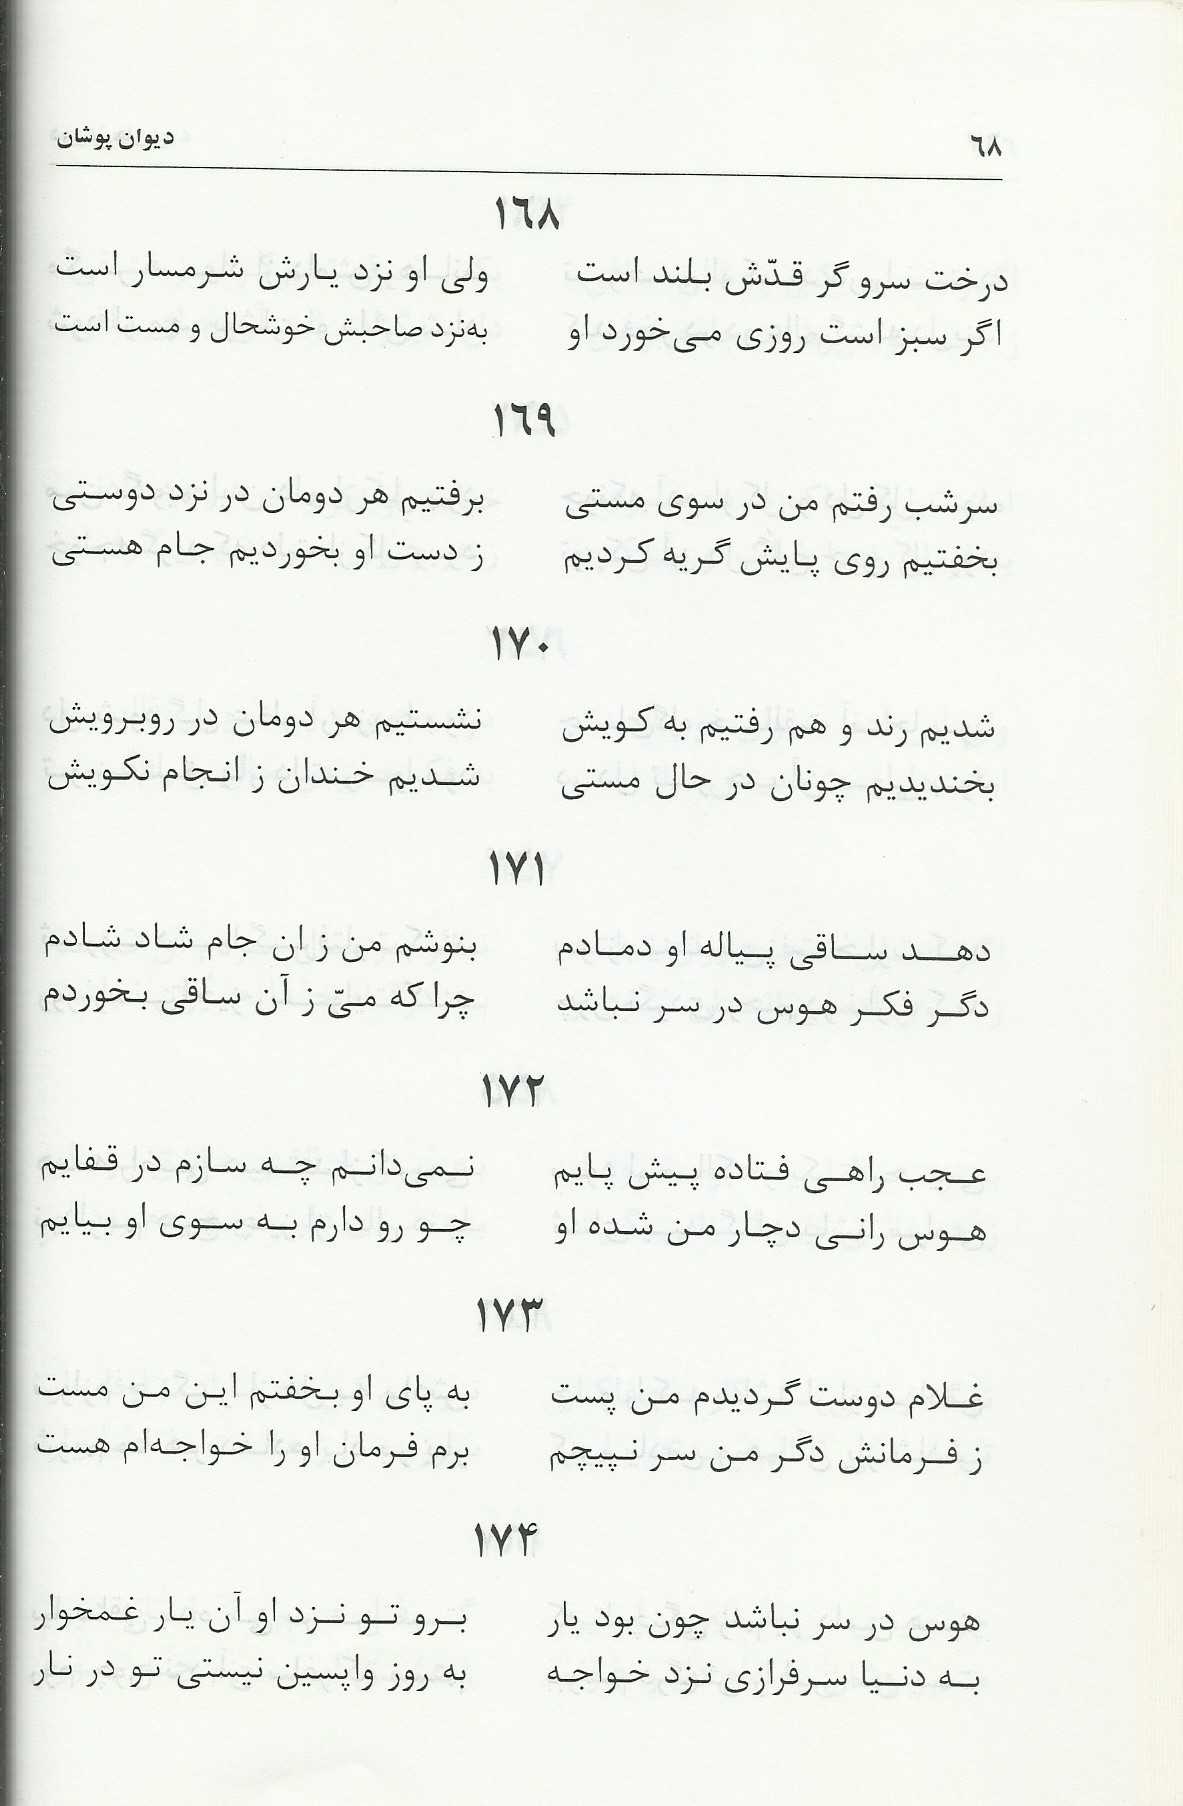 ۶۸ دیوان پوشان
۱۶۸
درخت سرو گر قدّش بلند است ولی او نزد یارش شرمسار است
اگر سبز است روزی می‌خورد او به‌نزد صاحبش خوشحال و مست است
۱۶۹
سرشب رفتم من در سوی مستی برفتیم هر دومان در نزد دوستی
بخفتیم روی پایش گریه کردیم ز دست او بخوردیم جام هستی
۱۷۰
شدیم رند و هم رفتیم به کویش نشستیم هر دومان در روبرویش
بخندیدیم چونان در حال مستی شدیم خندان ز انجام نکویش
۱۷۱
دهد ساقی پیاله او دمادم بنوشم من ز ان جام شاد شادم
دگر فکر هوس در سر نباشد چرا که میّ ز آن ساقی بخوردم
۱۷۲
عجب راهی فتاده پیش پایم نمی‌دانم چه سازم در قفایم
هوس رانی دچار من شده او چو رو دارم به سوی او بیایم
۱۷۳
غلام دوست گردیدم من پست به پای او بخفتم این من مست
ز فرمانش دگر من سر نپیچم برم فرمان او را خواجه‌ام هست
۱۷۴
هوس در سر نباشد چون بود یار برو تو نزد او آن یار غمخوار
به دنیا سرفرازی نزد خواجه به روز واپسین نیستی تو در نار